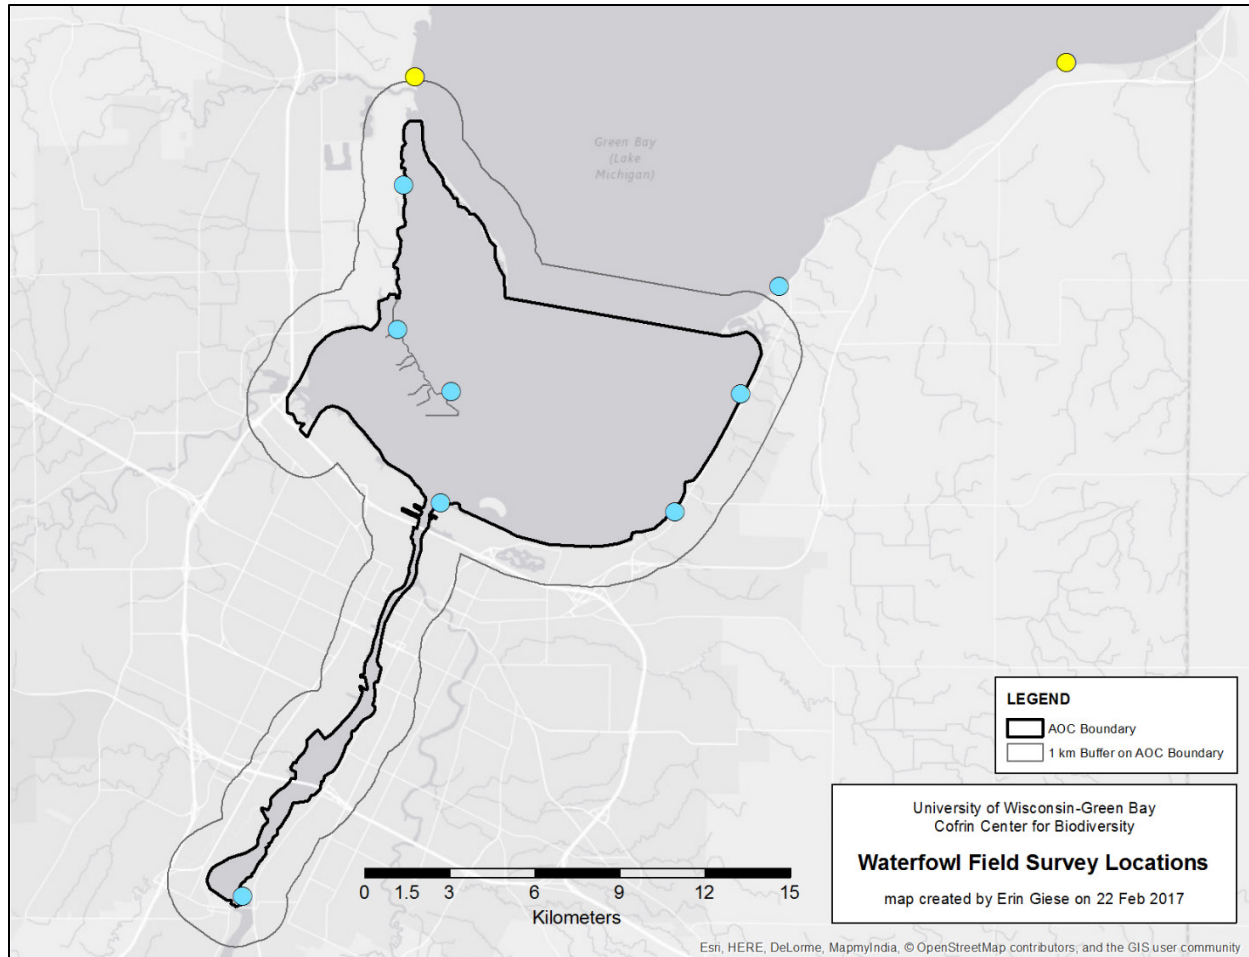 Green Bay
(Lake
Michigan)
LEGEND
AOC Boundary
1 km Buffer on AOC Boundary
University of Wisconsin-Green Bay
Cofrin Center for Biodiversity
Waterfowl Field Survey Locations
map created by Erin Giese on 22 Feb 2017
0 1.5 3 6 9 12 15
Kilometers
Esri, HERE, DeLorme, MapmyIndia, © OpenStreetMap contributors, and the GIS user community